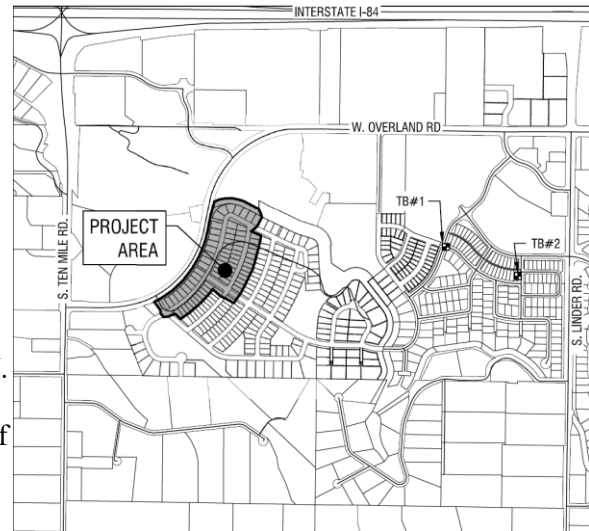 INTERSTATE I-84
W. OVERLAND RD
TB#1
PROJECT
AREA
TB#2
S. TEN MILE RD.
S. LINDER RD.
.
f